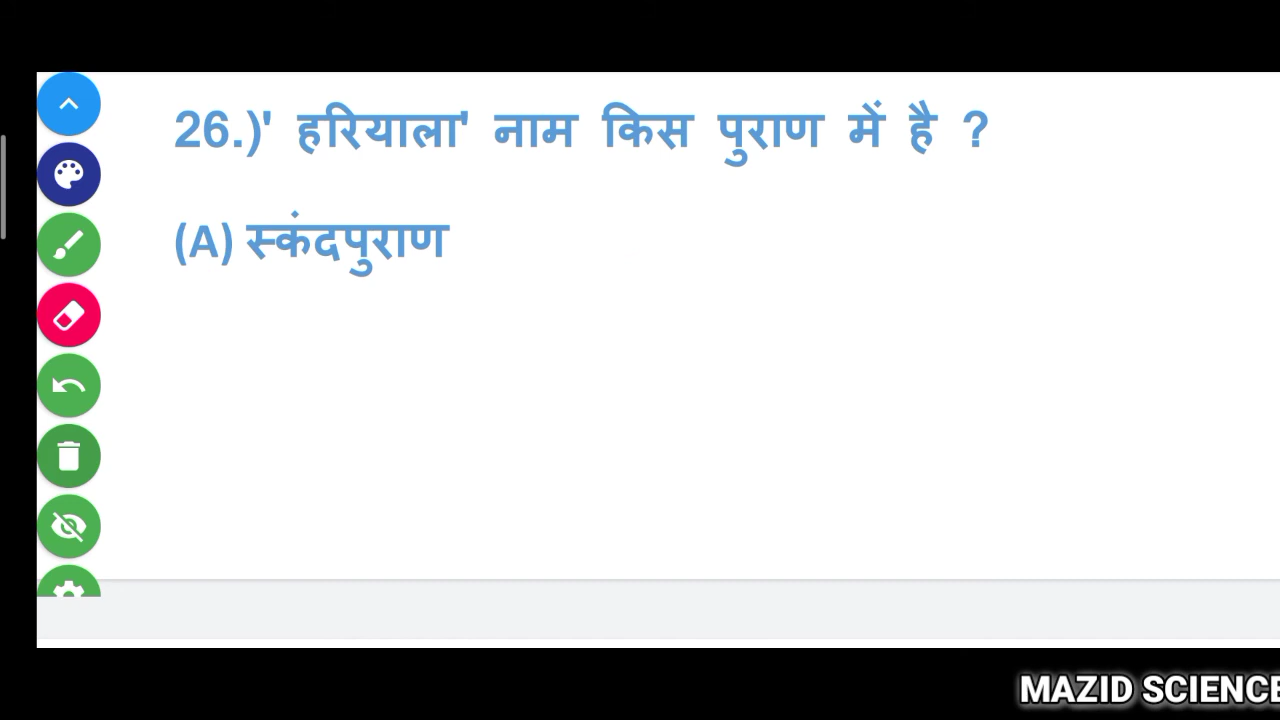 26.)' हरियाला' नाम किस पुराण में है ?
(A) स्कंदपुराण
MAZID SCIENCE